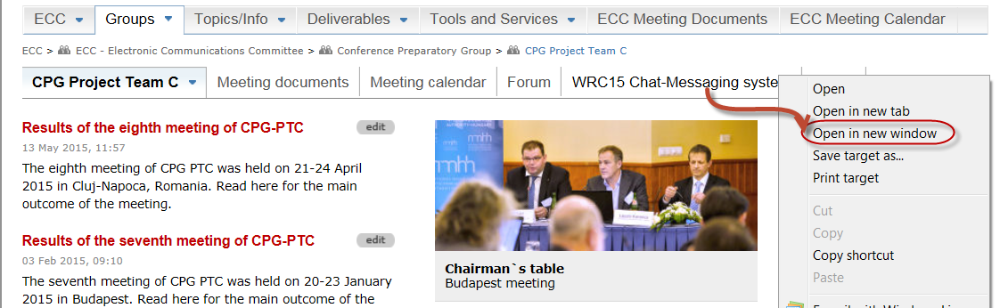 ECC Groups Topics/Info Deliverables Tools and Services ECC Meeting Documents ECC Meeting Calendar
ECC > ECC - Electronic Communications Committee > Conference Preparatory Group > CPG Project Team C
CPG Project Team C Meeting documents Meeting calendar Forum WRC15 Chat-Messaging syste
Results of the eighth meeting of CPG-PTC edit
13 May 2015, 11:57
The eighth meeting of CPG PTC was held on 21-24 April
2015 in Cluj-Napoca, Romania. Read here for the main
outcome of the meeting.
Results of the seventh meeting of CPG-PTC edit
03 Feb 2015, 09:10
The seventh meeting of CPG PTC was held on 20-23 January
2015 in Budapest. Read here for the main outcome of the
rmhh
Chairman`s table
Budapest meeting
Open
Open in new tab
Open in new window
Save target as...
Print target
Cut
Copy
Copy shortcut
Paste